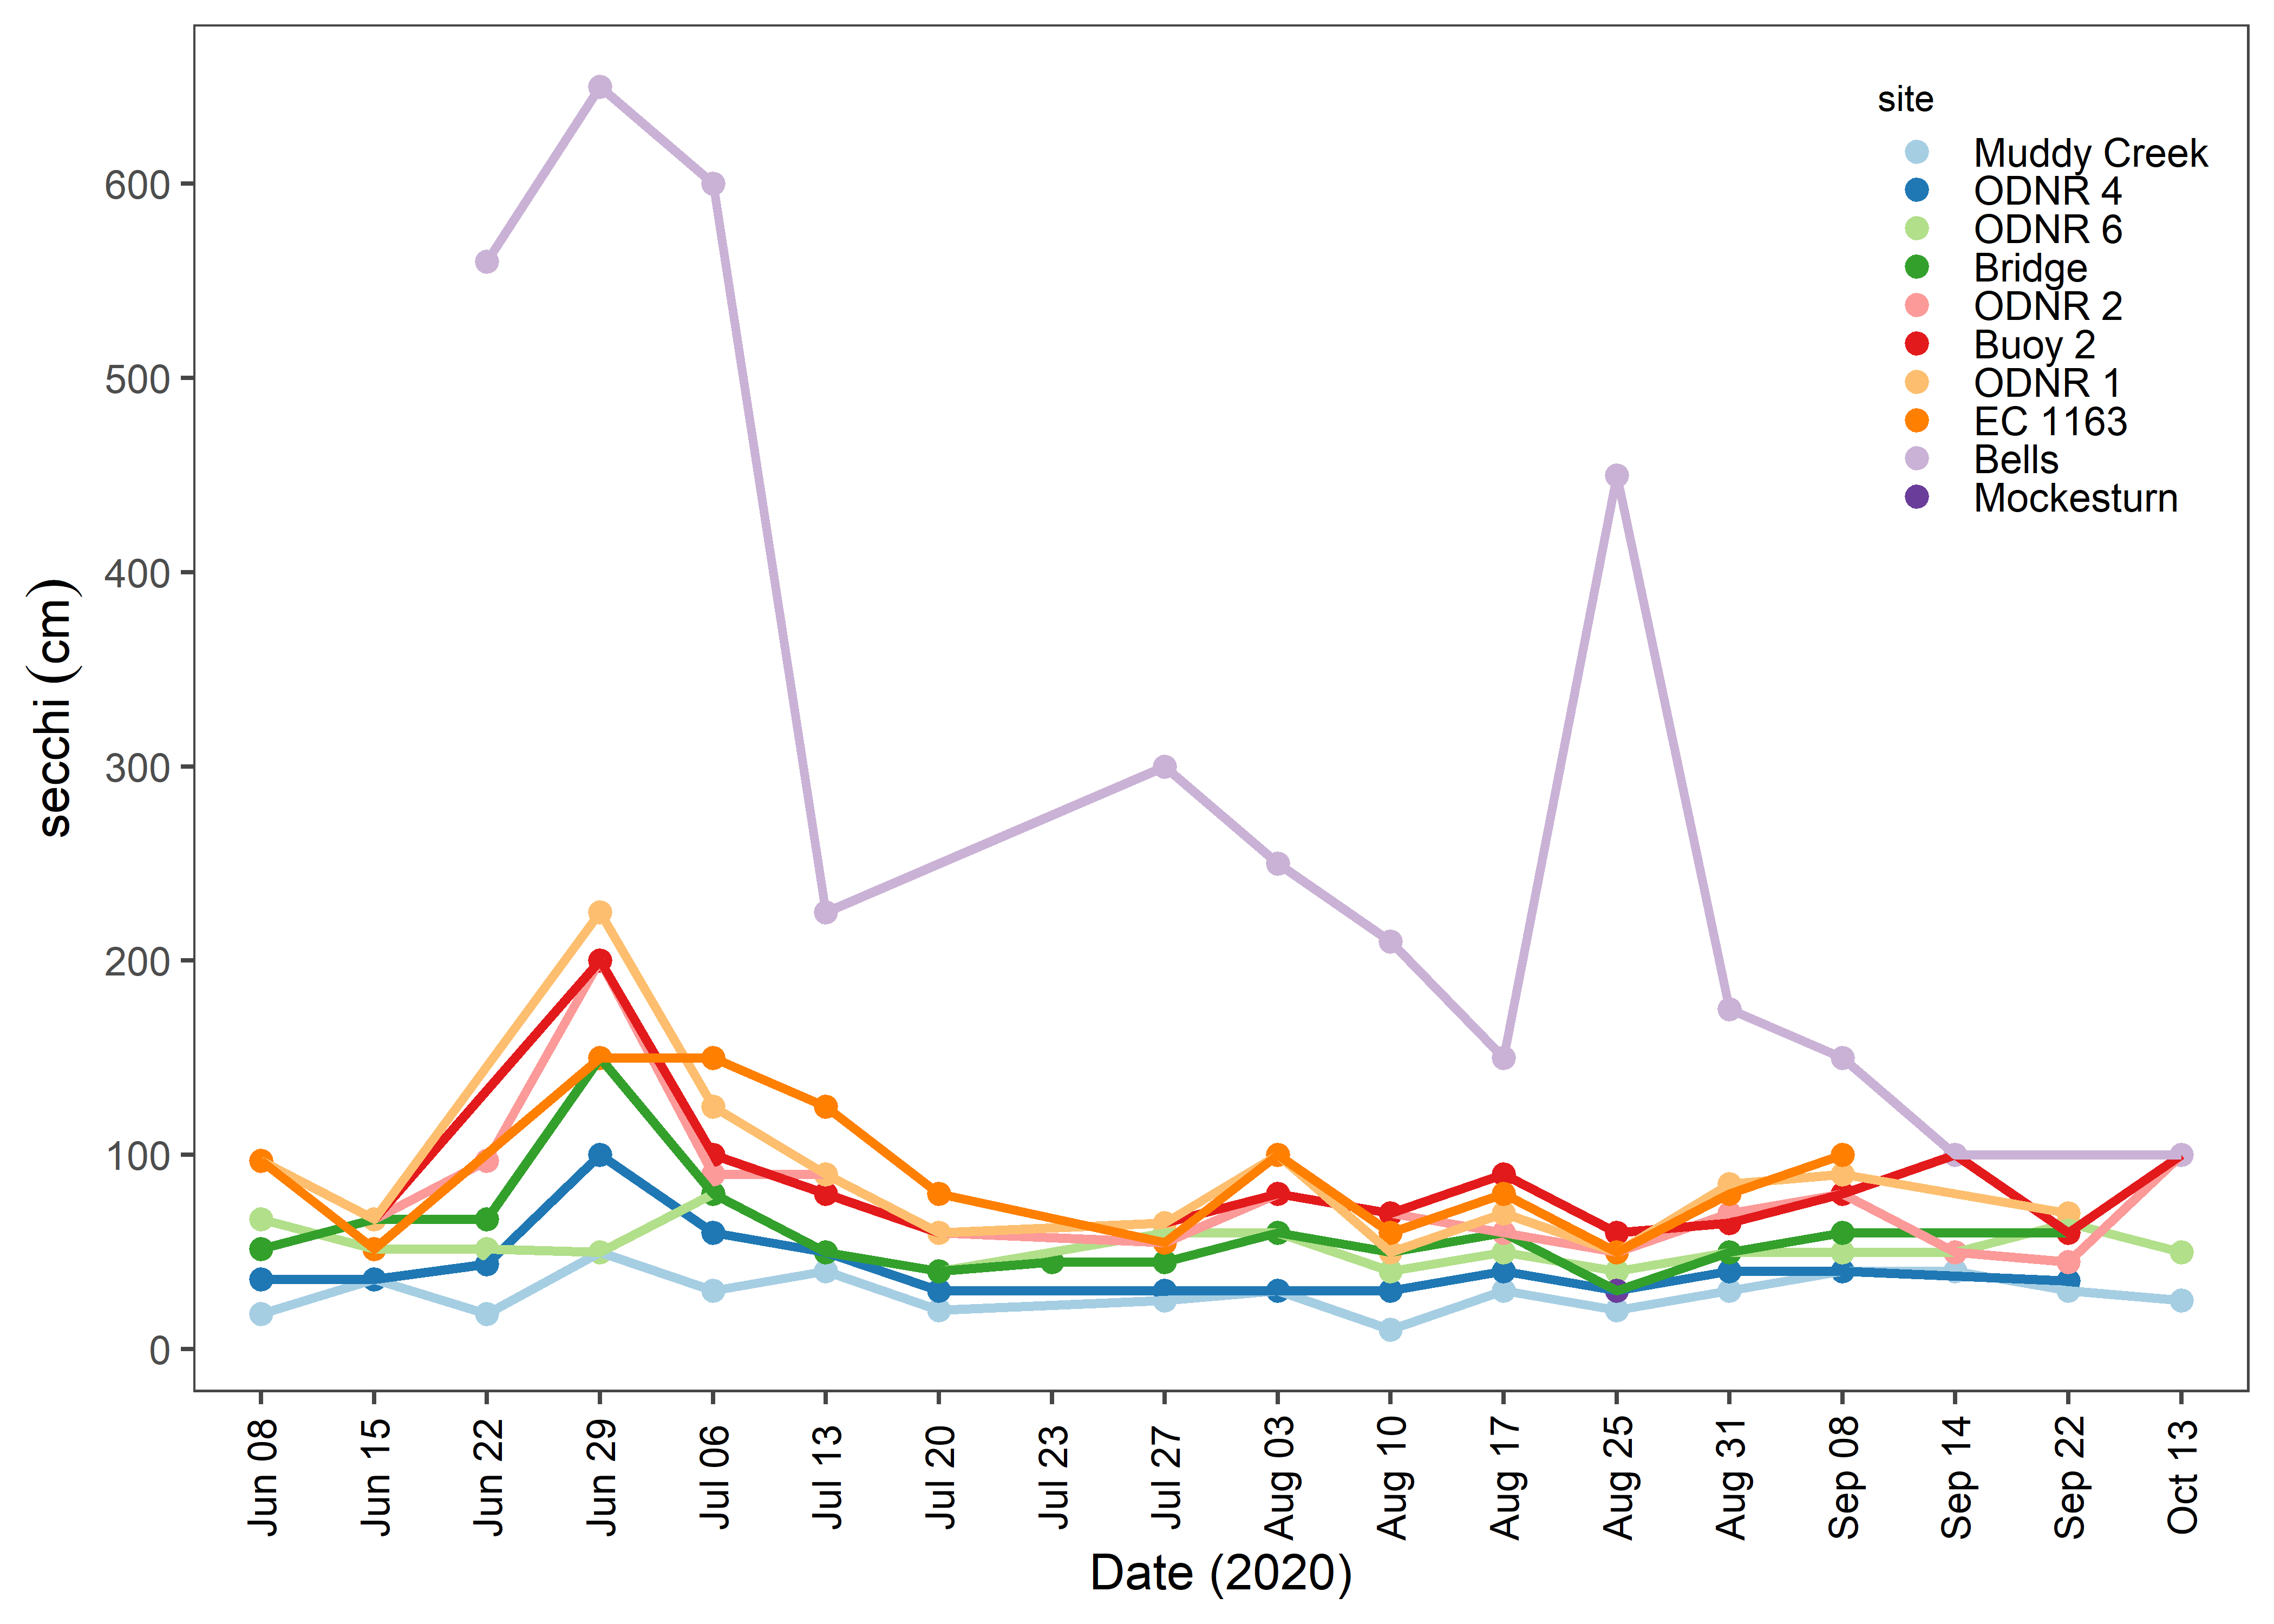 site
Muddy Creek
ODNR 4
ODNR 6
Bridge
ODNR 2
Buoy 2
ODNR 1
EC 1163
Bells
Mockesturn
secchi (cm)
600
500
400
300
200
100
0
Jun 08
Jun 15
Jun 22
Jun 29
Jul 06
Jul 13
Jul 20
Jul 23
Jul 27
Aug 03
Aug 10
Aug 17
Aug 25
Aug 31
Sep 08
Sep 14
Sep 22
Oct 13
Date (2020)